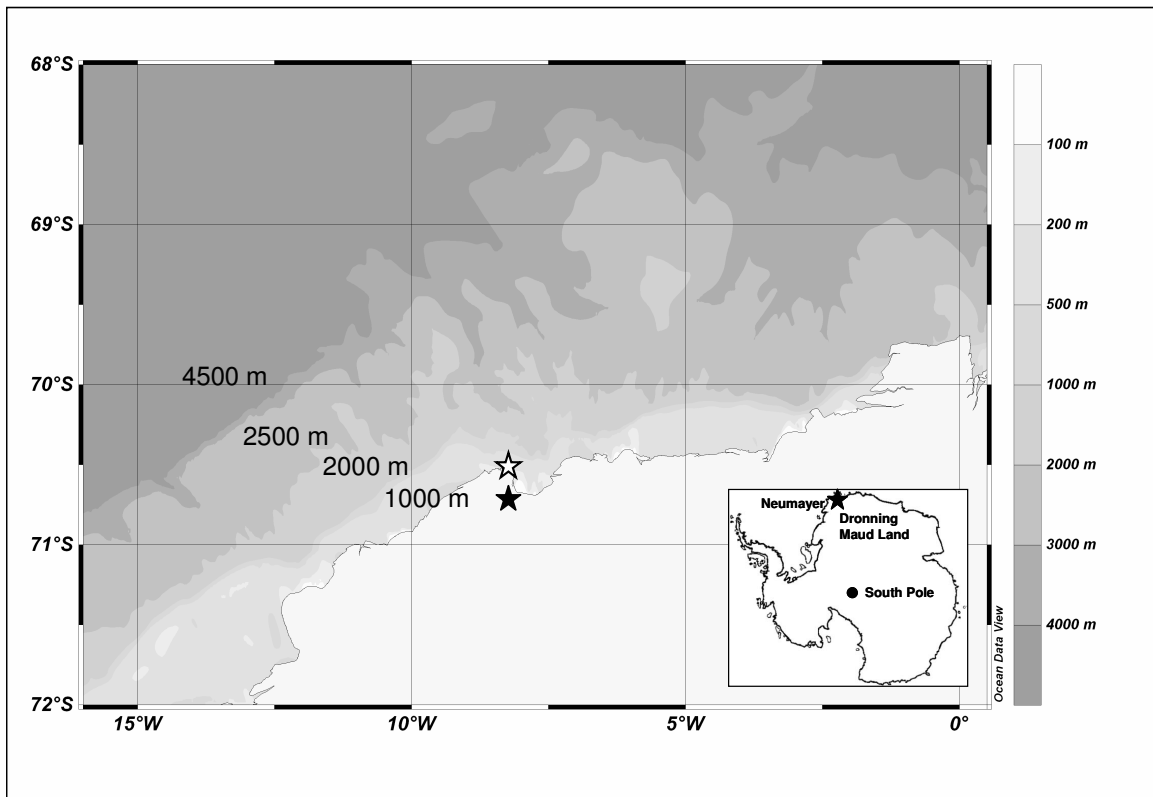 68°S
69°S
70°S
71°S
72°S
15°W
10°W
5°W
0°
4500 m
2500 m
2000 m
1000 m
Neumayer
Dronning
Maud Land
South Pole
Ocean Data View
100 m
200 m
500 m
1000 m
2000 m
3000 m
4000 m